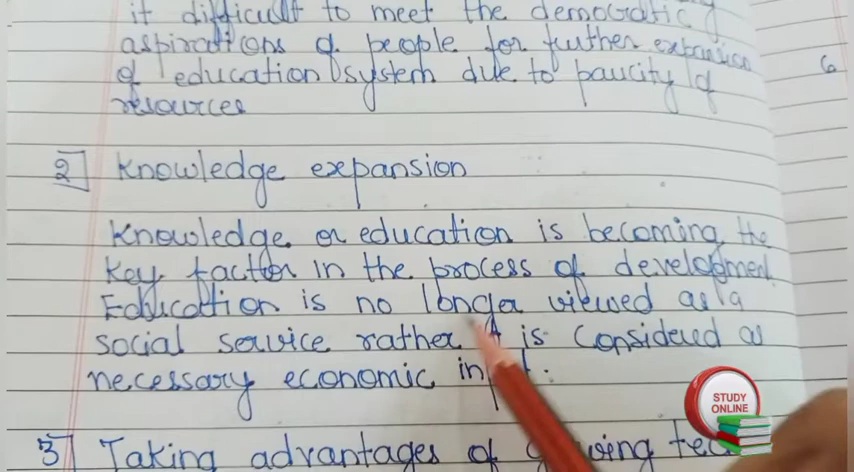 it difficult to meet the democratic
aspirations of people for further expansion
of education system due to paucity of
resources
6
2] Knowledge expansion
Knowledge or education is becoming the
key factor in the process of development.
Education is no longer viewed as a
social service rather it is considered as
necessary economic
STUDY
ONLINE
3] Taking advantages of